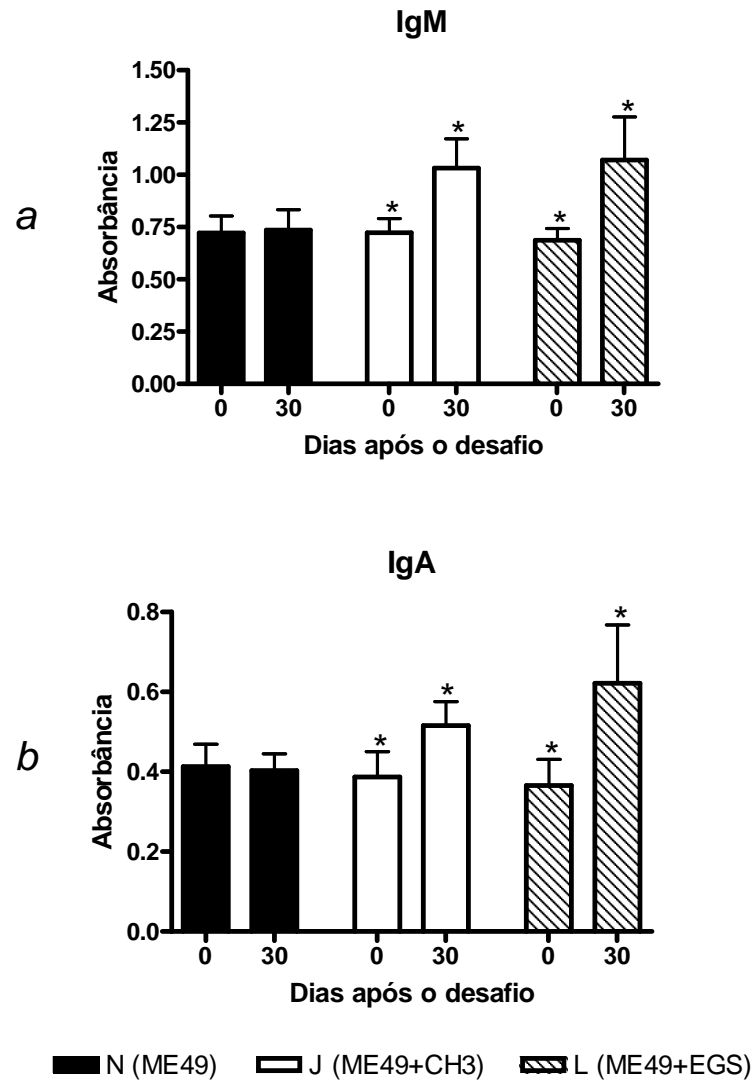 IgM
a
Absorbância
1.50
1.25
1.00
0.75
0.50
0.25
0.00
* * * *
0 30 0 30 0 30
Dias após o desafio
IgA
b
Absorbância
0.8
0.6
0.4
0.2
0.0
* * * *
0 30 0 30 0 30
Dias após o desafio
N (ME49) J (ME49+CH3) L (ME49+EGS)